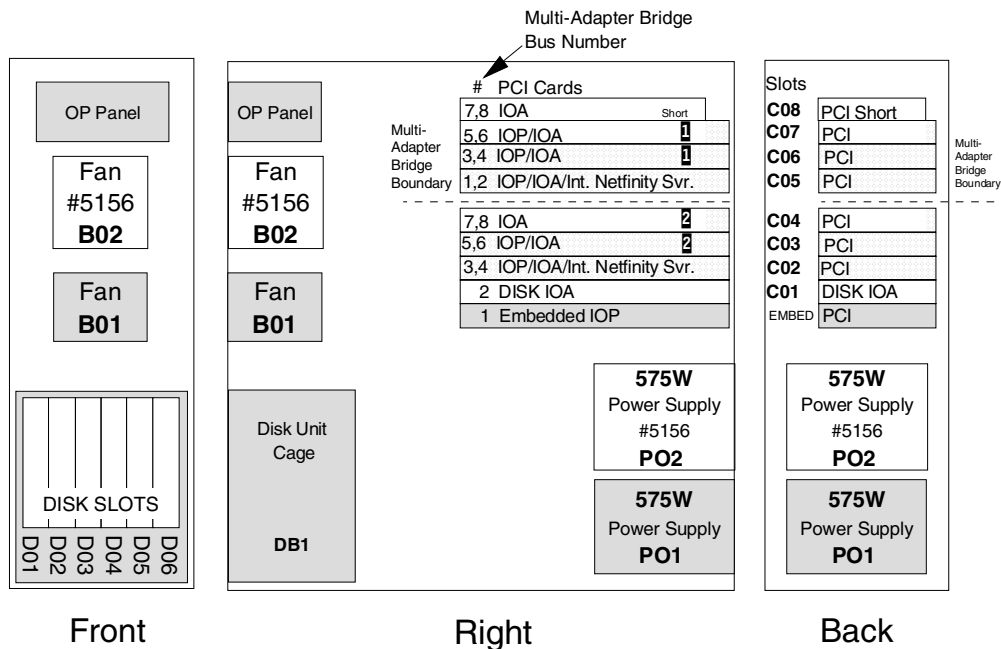 Multi-Adapter Bridge
Bus Number
OP Panel
Fan
#5156
B02
Fan
B01
DISK SLOTS
D01
D02
D03
D04
D05
D06
Front
OP Panel
Fan
#5156
B02
Fan
B01
Disk Unit
Cage
DB1
# PCI Cards
7,8 IOA Short
5,6 IOP/IOA 1
3,4 IOP/IOA 1
1,2 IOP/IOA/Int. Netfinity Svr.
Multi-
Adapter
Bridge
Boundary
7,8 IOA 2
5,6 IOP/IOA 2
3,4 IOP/IOA/Int. Netfinity Svr.
2 DISK IOA
1 Embedded IOP
575W
Power Supply
#5156
PO2
575W
Power Supply
PO1
Right
Slots
C08 PCI Short
C07 PCI
C06 PCI
C05 PCI
Multi-
Adapter
Bridge
Boundary
C04 PCI
C03 PCI
C02 PCI
C01 DISK IOA
EMBED PCI
575W
Power Supply
#5156
PO2
575W
Power Supply
PO1
Back